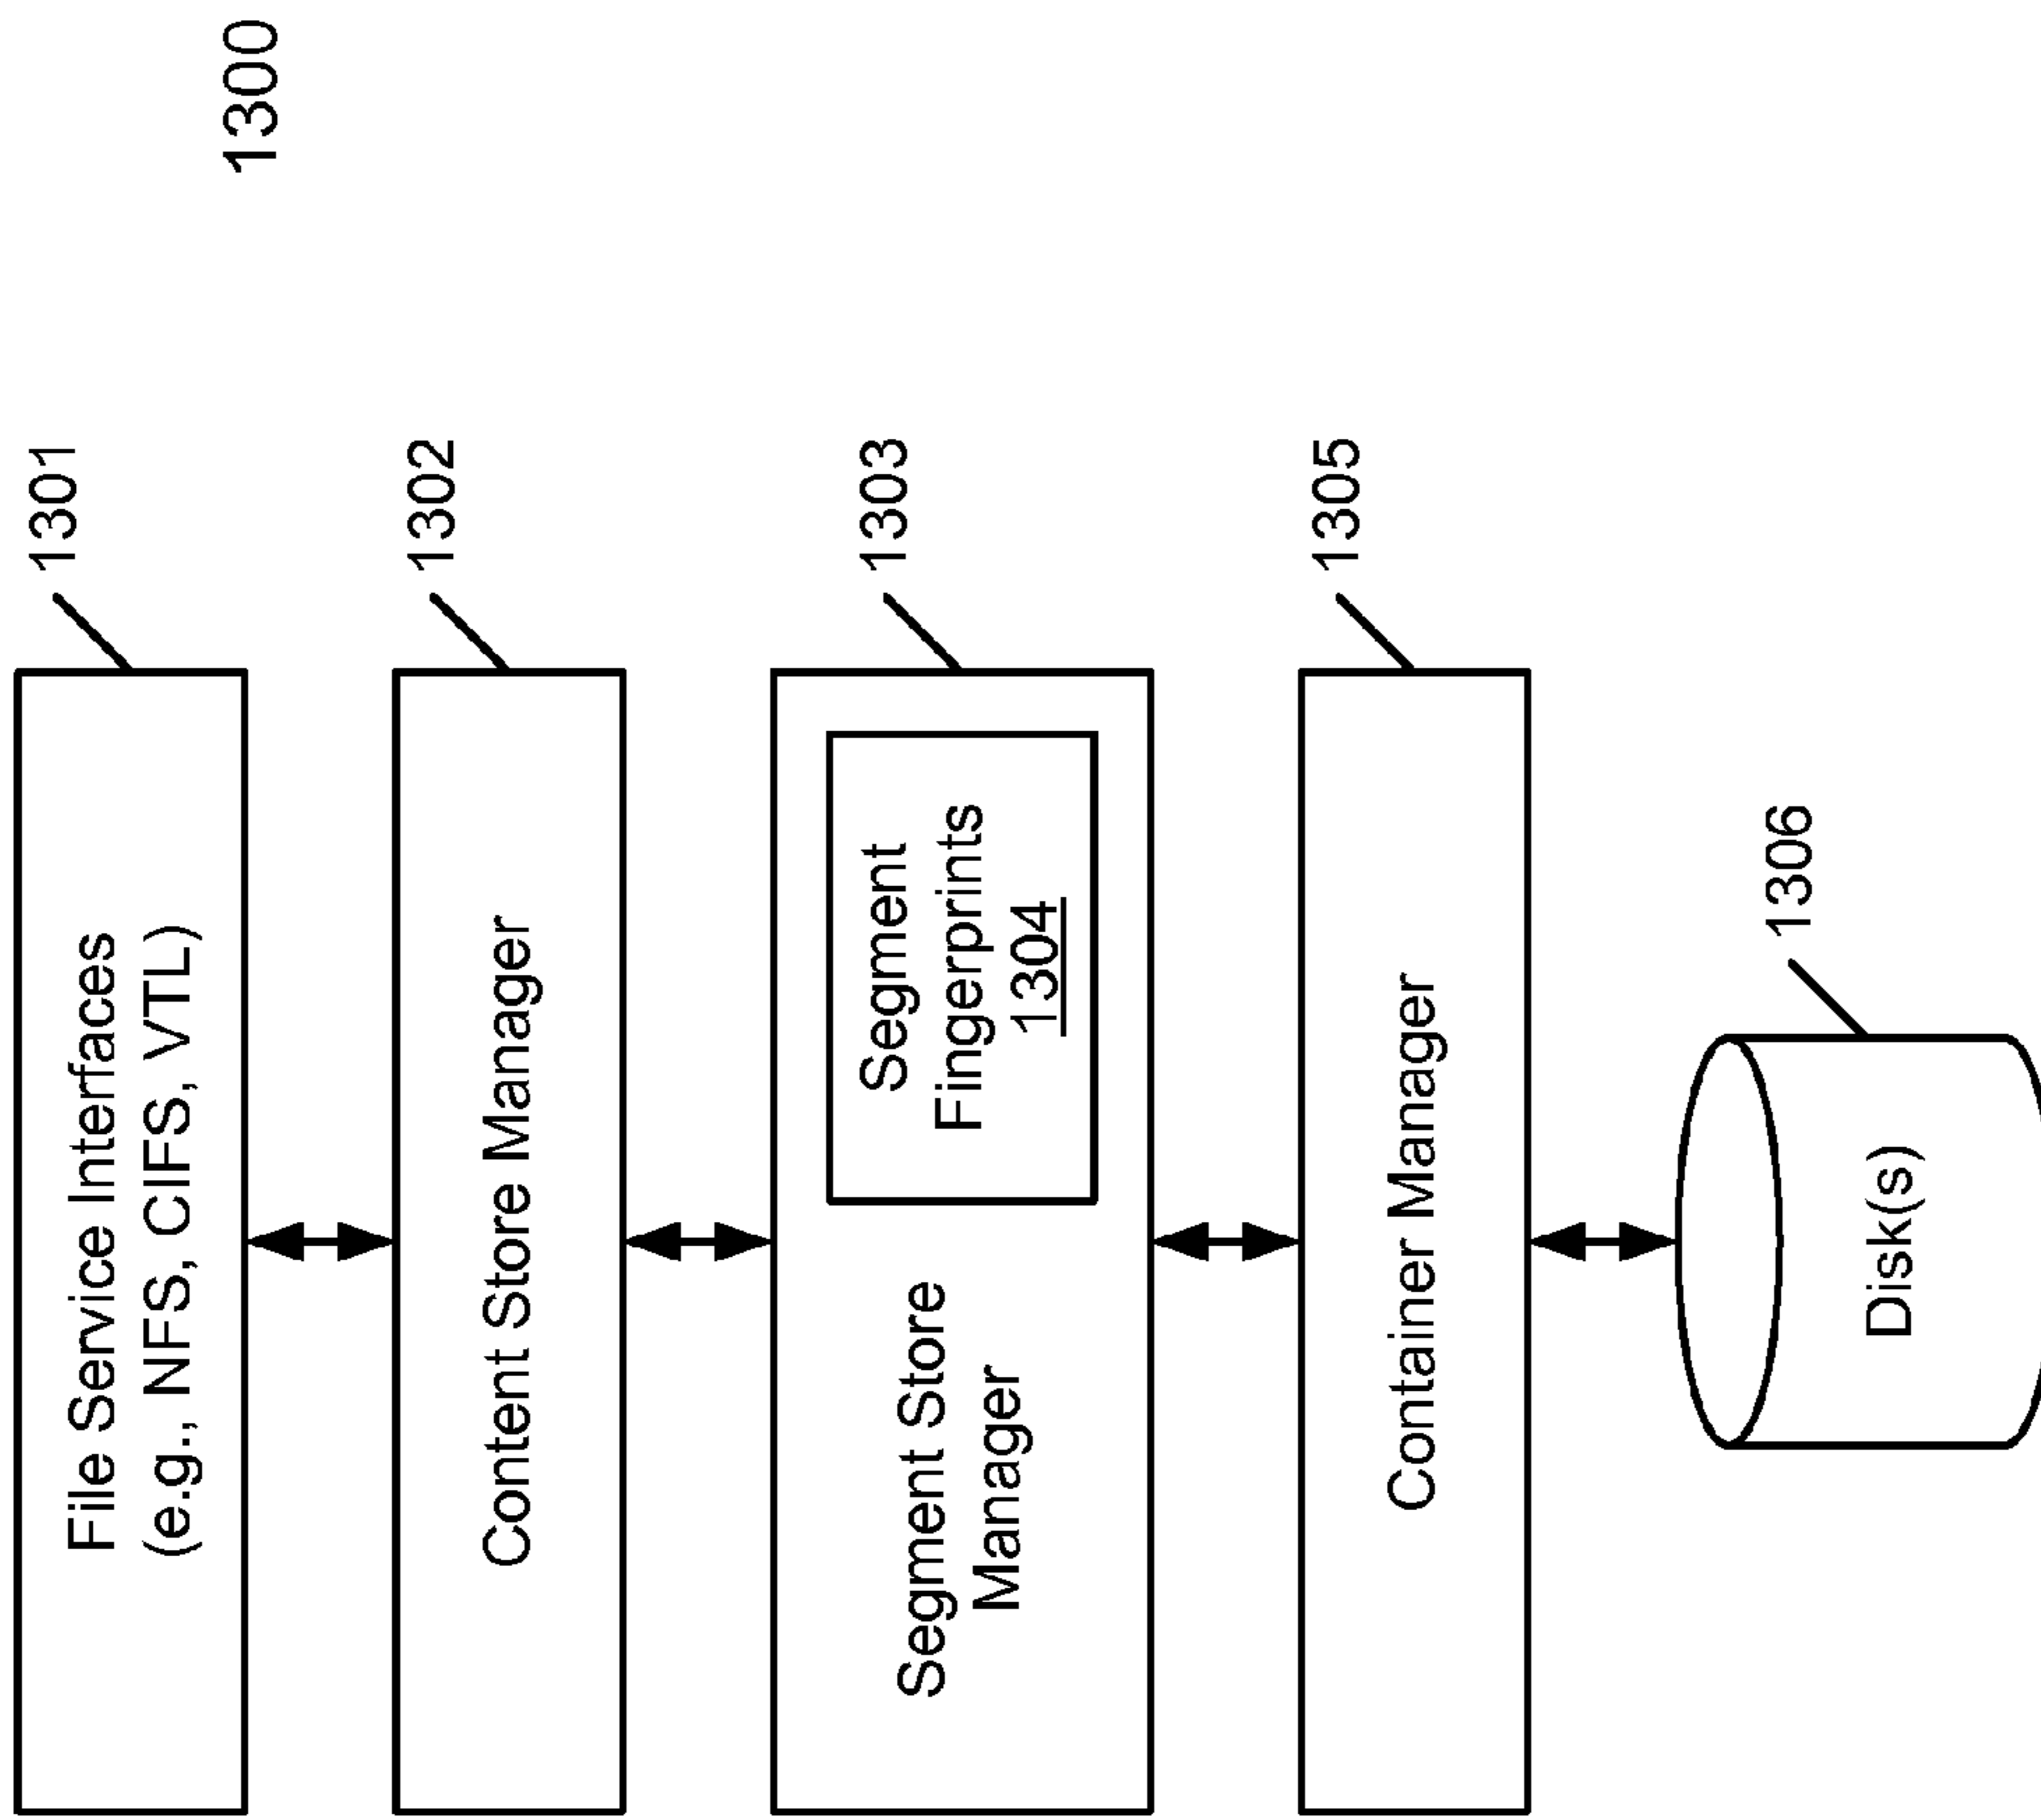 1300
File Service Interfaces
(e.g., NFS, CIFS, VTL)
1301
Content Store Manager
1302
Segment Store
Manager
Segment
Fingerprints
1304
1303
Container Manager
1305
Disk(s)
1306